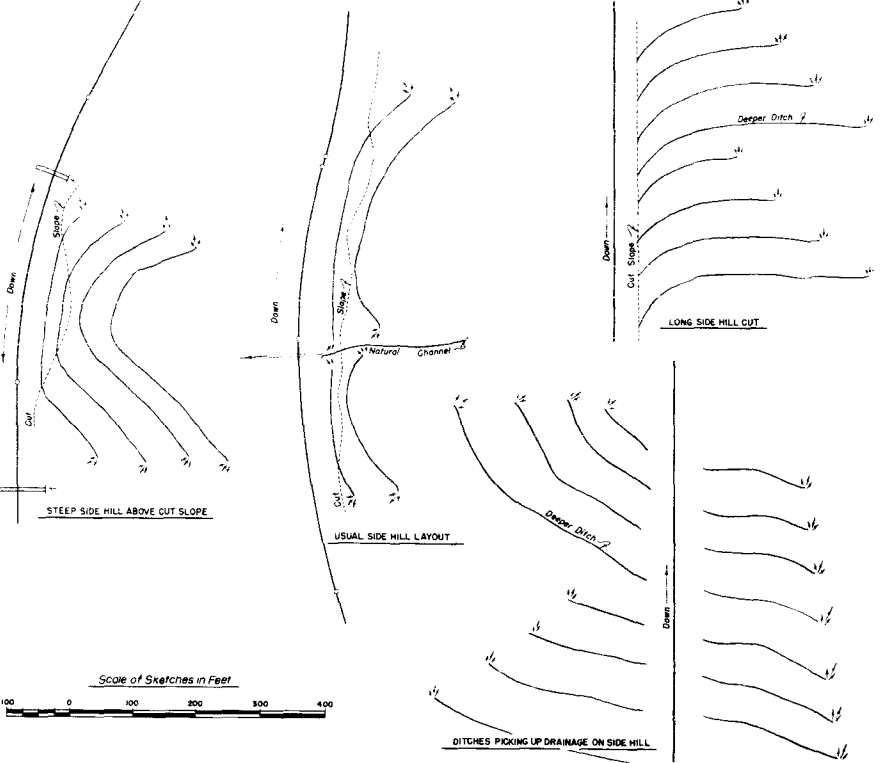 Down
Slope
Cut
STEEP SIDE HILL ABOVE CUT SLOPE
Down
Slope
Natural Channel
Cut
USUAL SIDE HILL LAYOUT
Deeper Ditch
Down
Cut Slope
LONG SIDE HILL CUT
Deeper Ditch
Down
DITCHES PICKING UP DRAINAGE ON SIDE HILL
Scale of Sketches in Feet
100 0 100 200 300 400